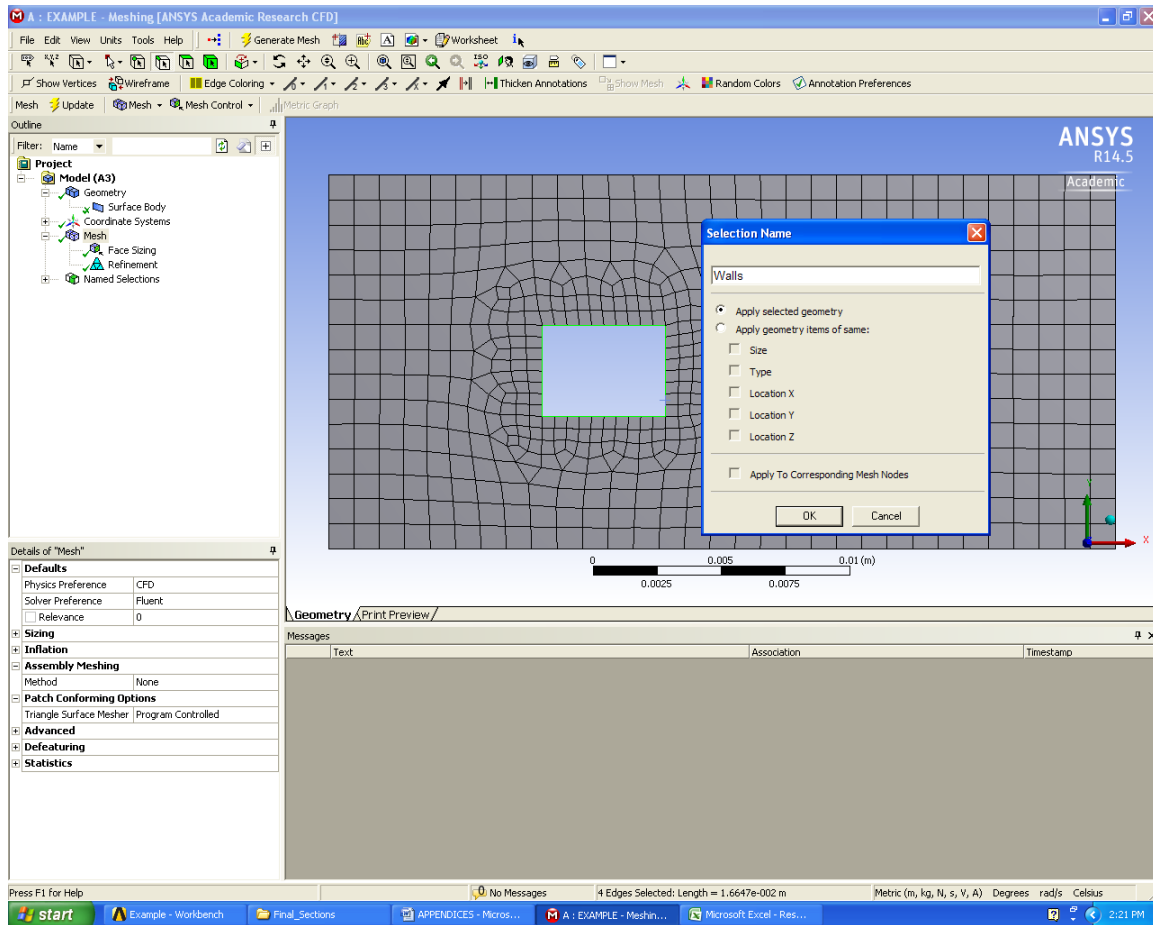 A : EXAMPLE - Meshing [ANSYS Academic Research CFD]
File Edit View Units Tools Help Generate Mesh Worksheet
Show Vertices Wireframe Edge Coloring Thicken Annotations Show Mesh Random Colors Annotation Preferences
Mesh Update Mesh Mesh Control Metric Graph
Outline
Filter: Name
Project
Model (A3)
Geometry
Surface Body
Coordinate Systems
Mesh
Face Sizing
Refinement
Named Selections
ANSYS
R14.5
Academic
Selection Name
Walls
Apply selected geometry
Apply geometry items of same:
Size
Type
Location X
Location Y
Location Z
Apply To Corresponding Mesh Nodes
OK Cancel
Y
X
0 0.005 0.01 (m)
0.0025 0.0075
Geometry Print Preview
Details of "Mesh"
Defaults
Physics Preference CFD
Solver Preference Fluent
Relevance 0
Sizing
Inflation
Assembly Meshing
Method None
Patch Conforming Options
Triangle Surface Mesher Program Controlled
Advanced
Defeaturing
Statistics
Messages
Text Association Timestamp
Press F1 for Help No Messages 4 Edges Selected: Length = 1.6647e-002 m Metric (m, kg, N, s, V, A) Degrees rad/s Celsius
start Example - Workbench Final_Sections APPENDICES - Micros... A : EXAMPLE - Meshin... Microsoft Excel - Res... 2:21 PM